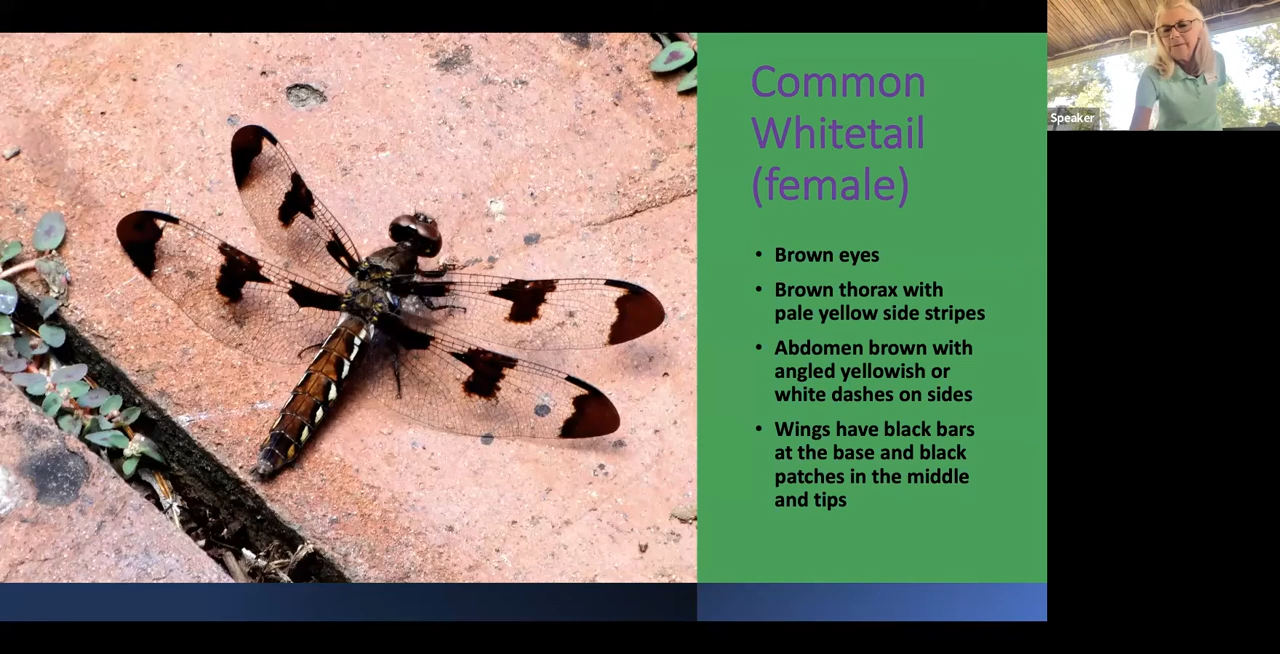 Common
Whitetail
(female)
• Brown eyes
• Brown thorax with
pale yellow side stripes
• Abdomen brown with
angled yellowish or
white dashes on sides
• Wings have black bars
at the base and black
patches in the middle
and tips
Speaker